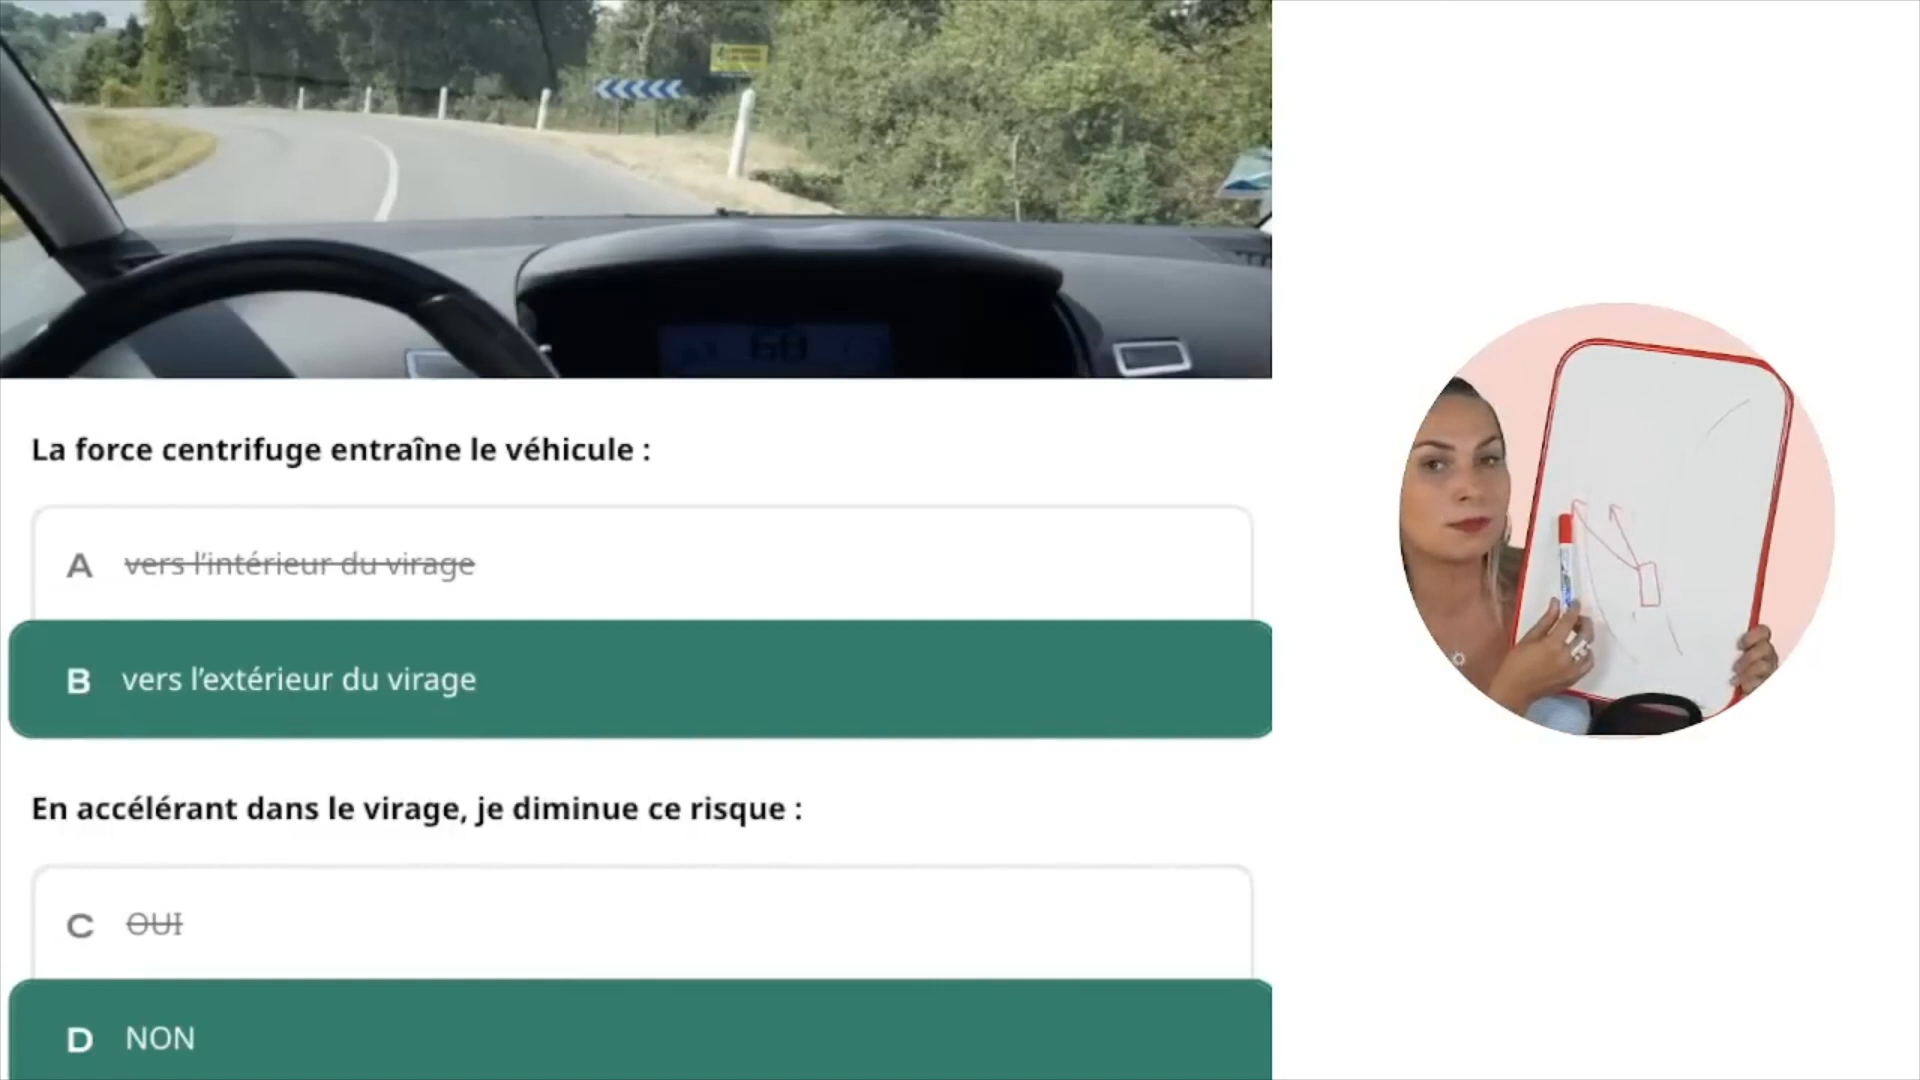 68
La force centrifuge entraîne le véhicule :
A vers l’intérieur du virage
B vers l’extérieur du virage
En accélérant dans le virage, je diminue ce risque :
C OUI
D NON